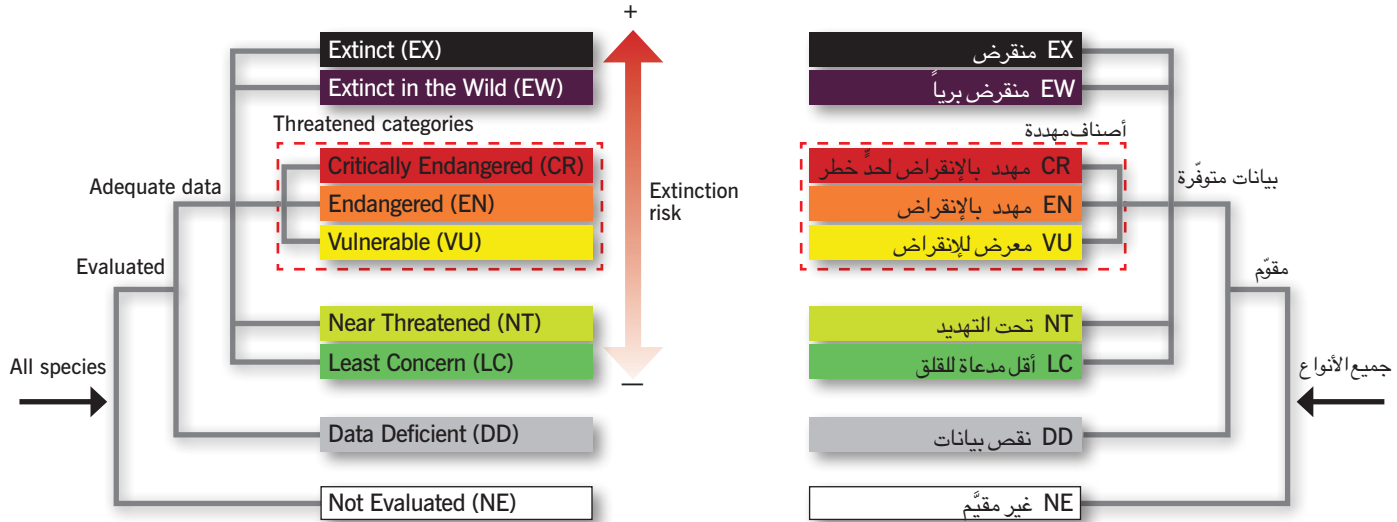 +
Extinct (EX)
Extinct in the Wild (EW)
Threatened categories
Critically Endangered (CR)
Adequate data
Endangered (EN)
Extinction
risk
Vulnerable (VU)
Evaluated
Near Threatened (NT)
All species
Least Concern (LC)
—
Data Deficient (DD)
Not Evaluated (NE)
EX منقرض
EW منقرض برياً
أصناف مهددة
CR مهدد بالإنقراض لحدٍّ خطر
بيانات متوفّرة
EN مهدد بالإنقراض
VU معرض للإنقراض
مقوّم
NT تحت التهديد
LC أقل مدعاة للقلق
جميع الأنواع
DD نقص بيانات
NE غير مقيَّم